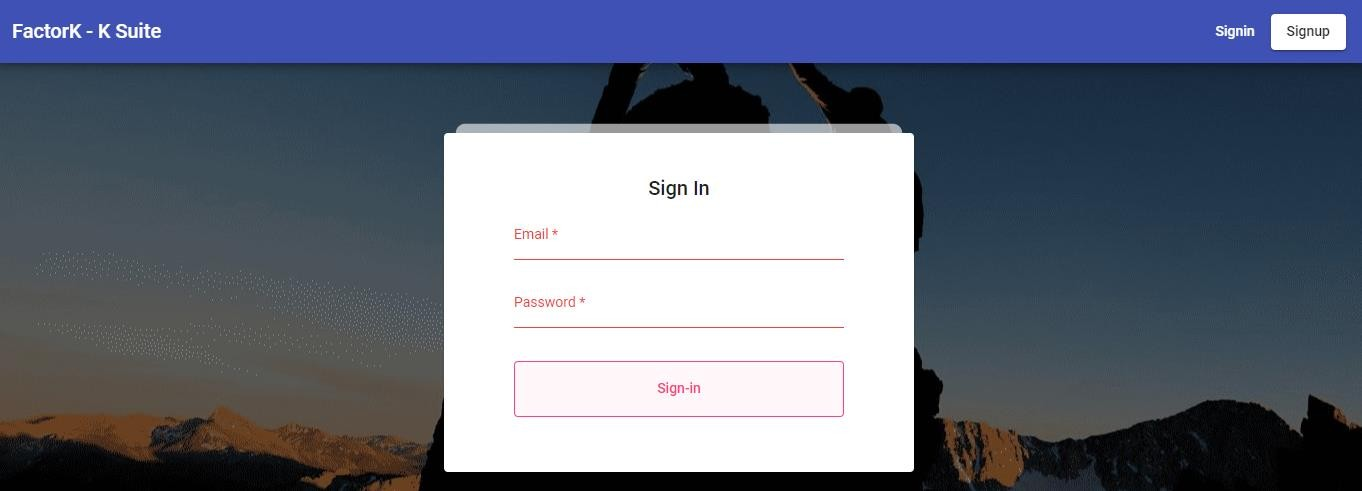 FactorK - K Suite
Signin
Signup
Sign In
Email *
Password *
Sign-in